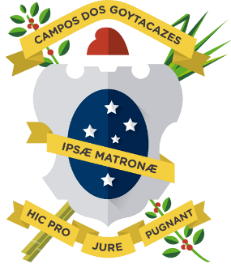 CAMPOS DOS GOYTACAZES
IPSÆ MATRONÆ
HIC PRO JURE PUGNANT